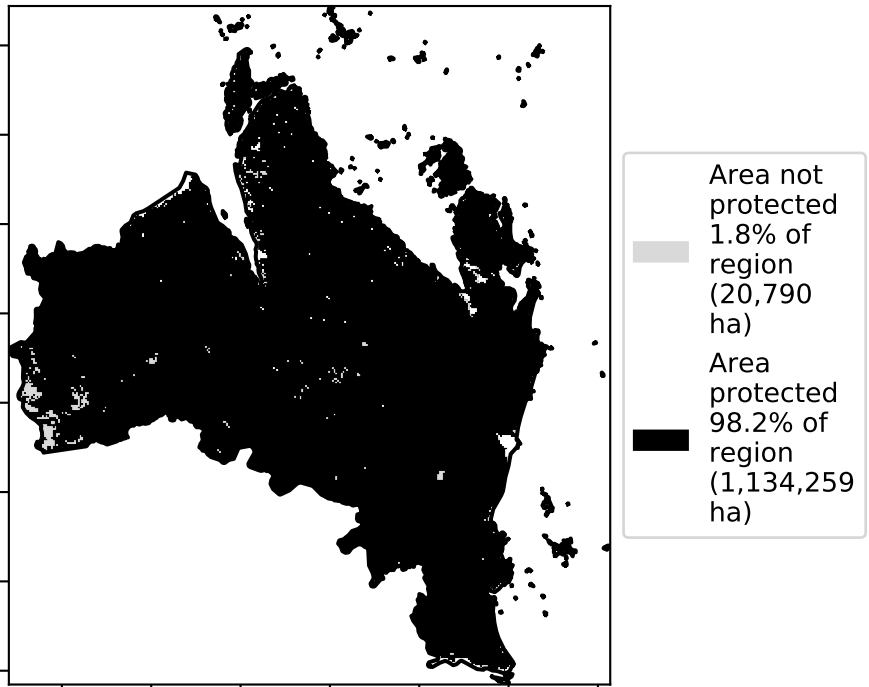 Area not
protected
1.8% of
region
(20,790
ha)
Area
protected
98.2% of
region
(1,134,259
ha)